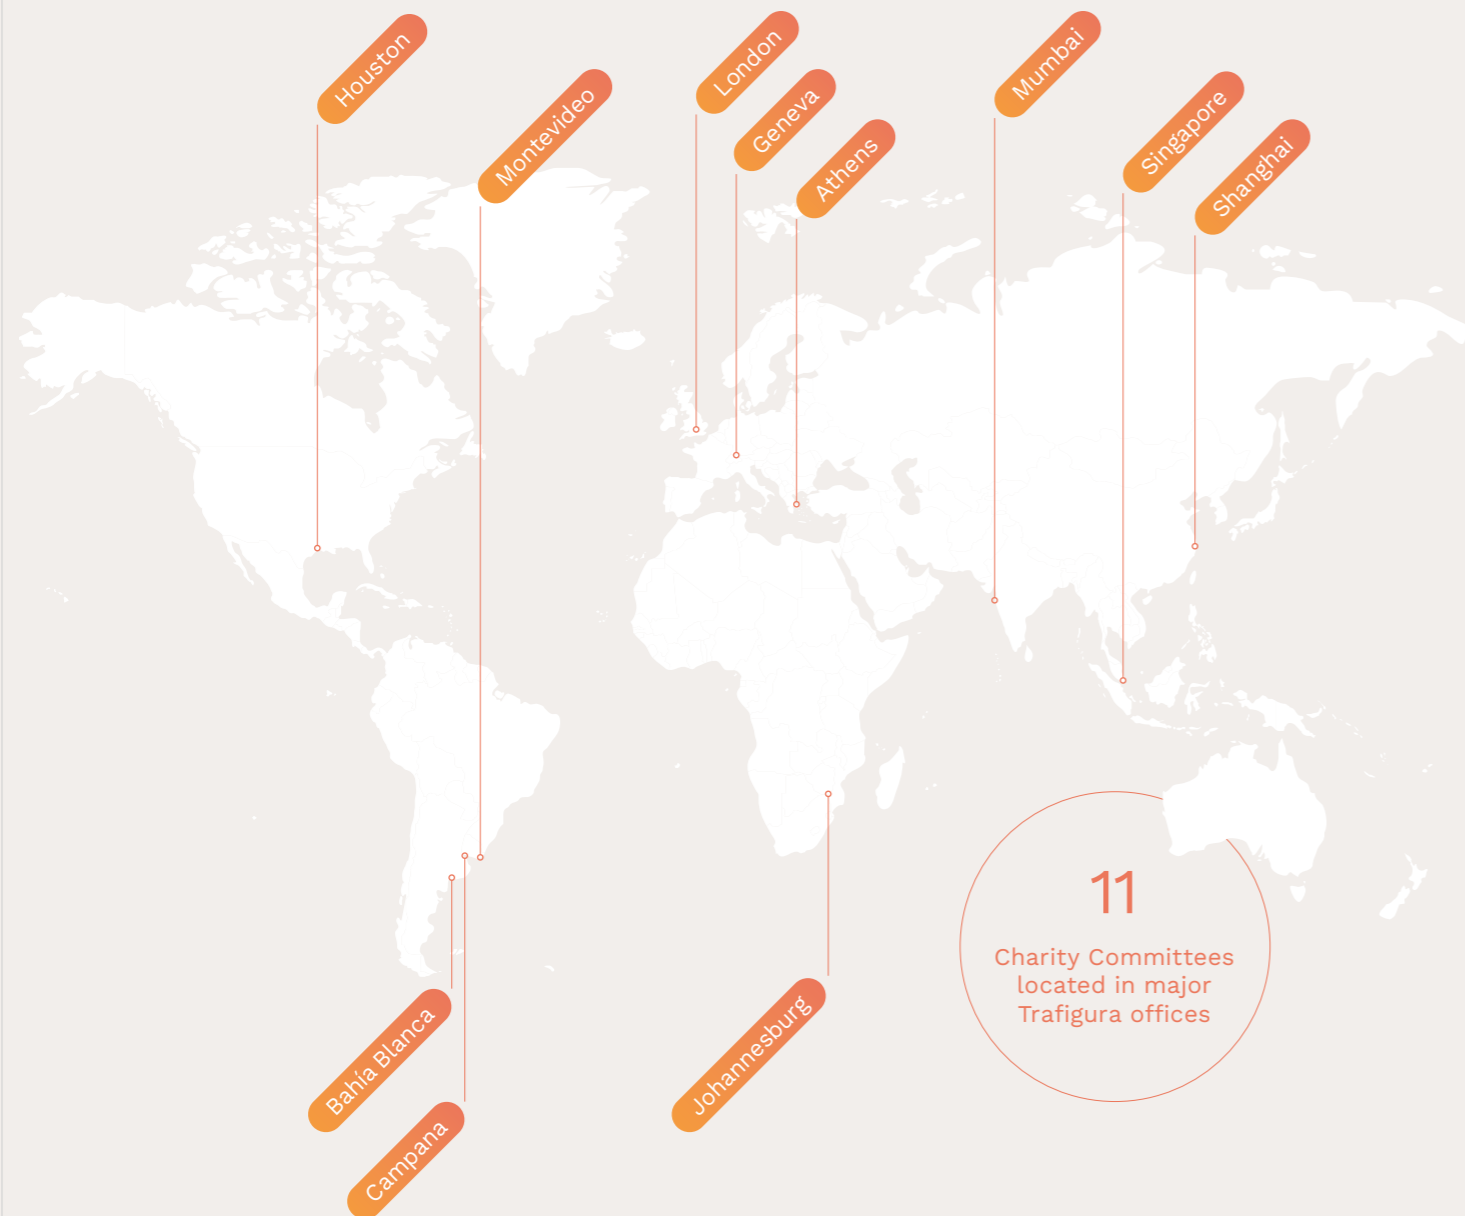 Houston
Montevideo
London
Geneva
Athens
Mumbai
Singapore
Shanghai
11
Charity Committees
located in major
Trafigura offices
Bahía Blanca
Campana
Johannesburg